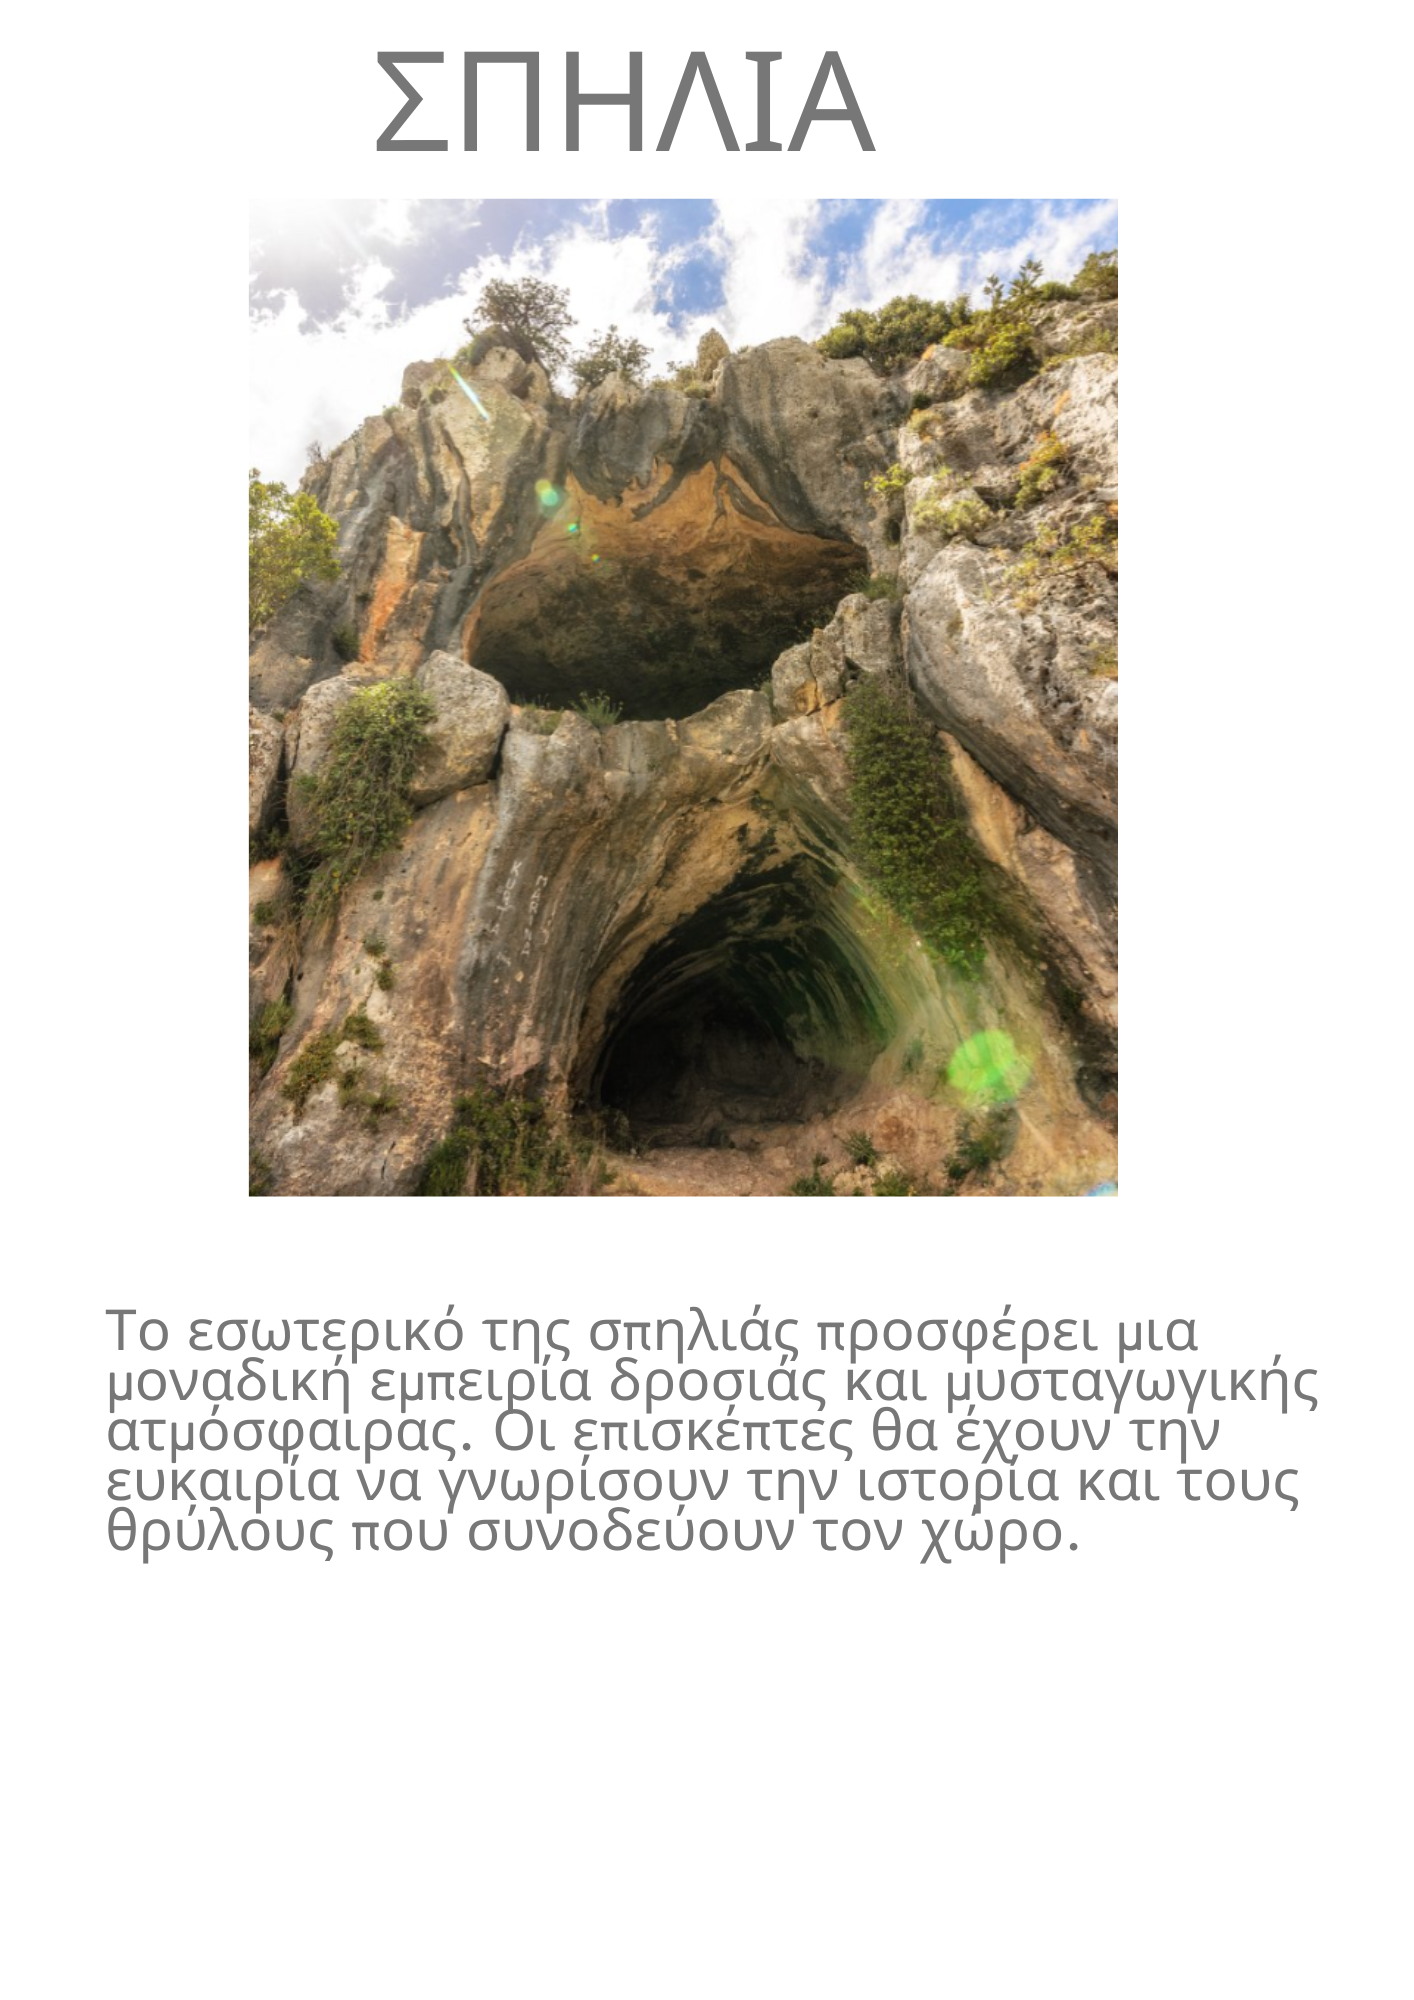 ΣΠΗΛΙΑ
Το εσωτερικό της σπηλιάς προσφέρει μια
μοναδική εμπειρία δροσιάς και μυσταγωγικής
ατμόσφαιρας. Οι επισκέπτες θα έχουν την
ευκαιρία να γνωρίσουν την ιστορία και τους
θρύλους που συνοδεύουν τον χώρο.